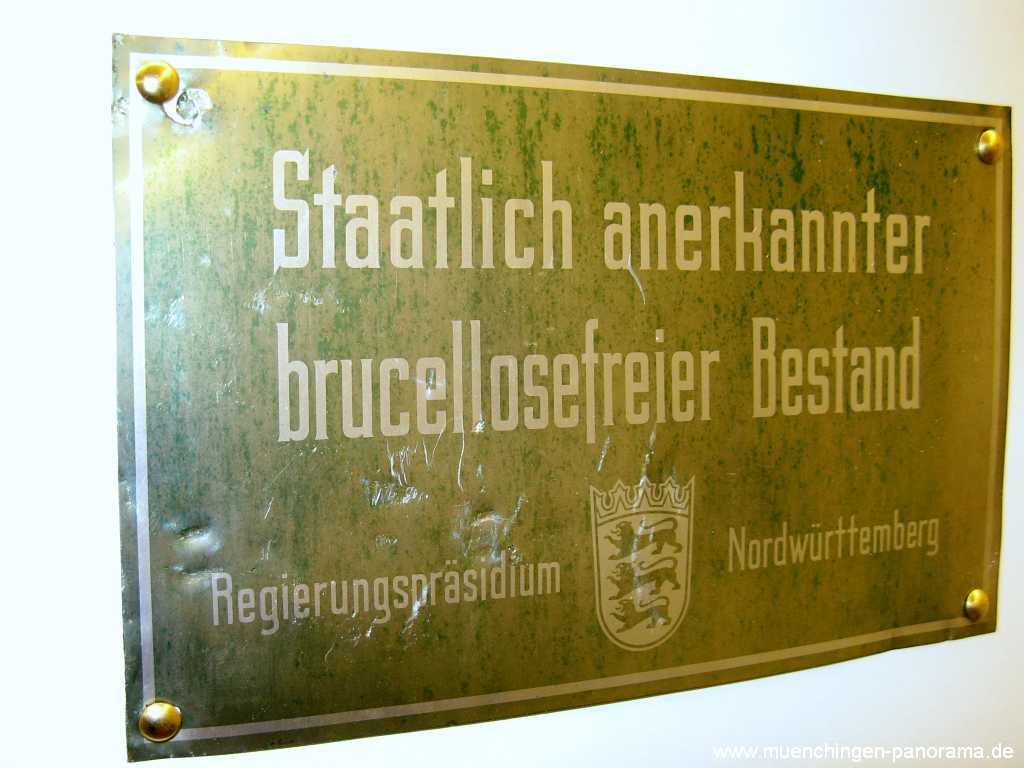 Staatlich anerkannter
brucellosefreier Bestand
Regierungspräsidium Nordwürttemberg
www.muenchingen-panorama.de